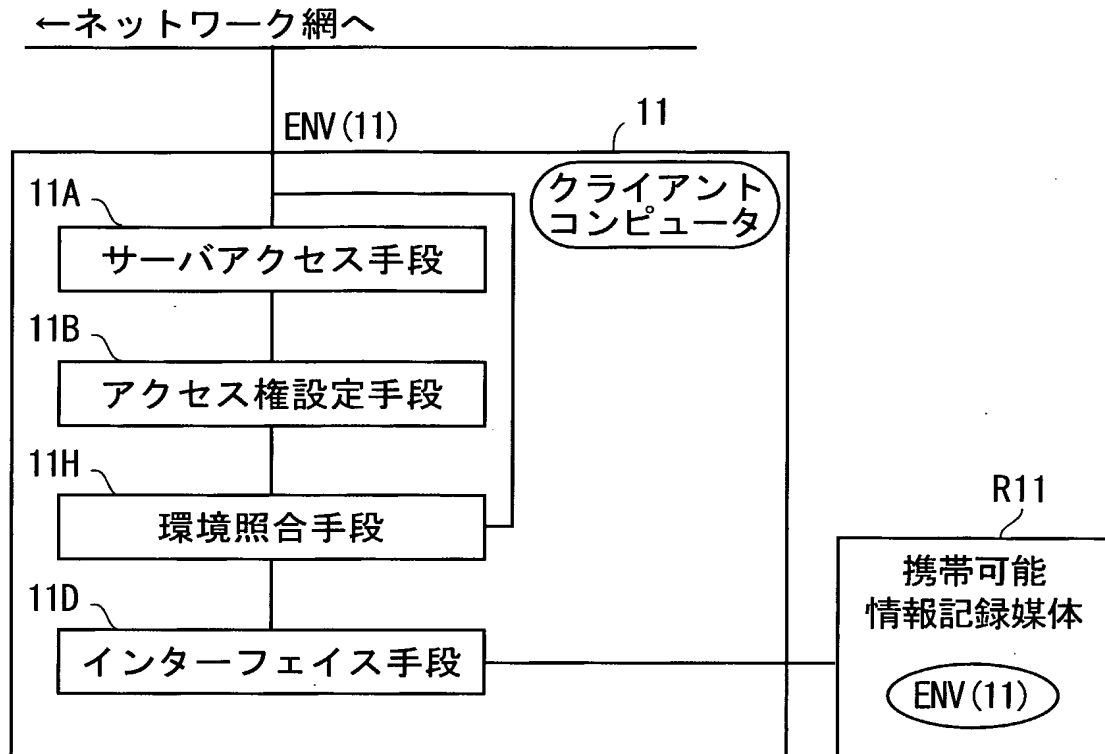 ←ネットワーク網へ
ENV(11)
11
クライアント
コンピュータ
11A
サーバアクセス手段
11B
アクセス権設定手段
11H
環境照合手段
11D
インターフェイス手段
R11
携帯可能
情報記録媒体
ENV(11)